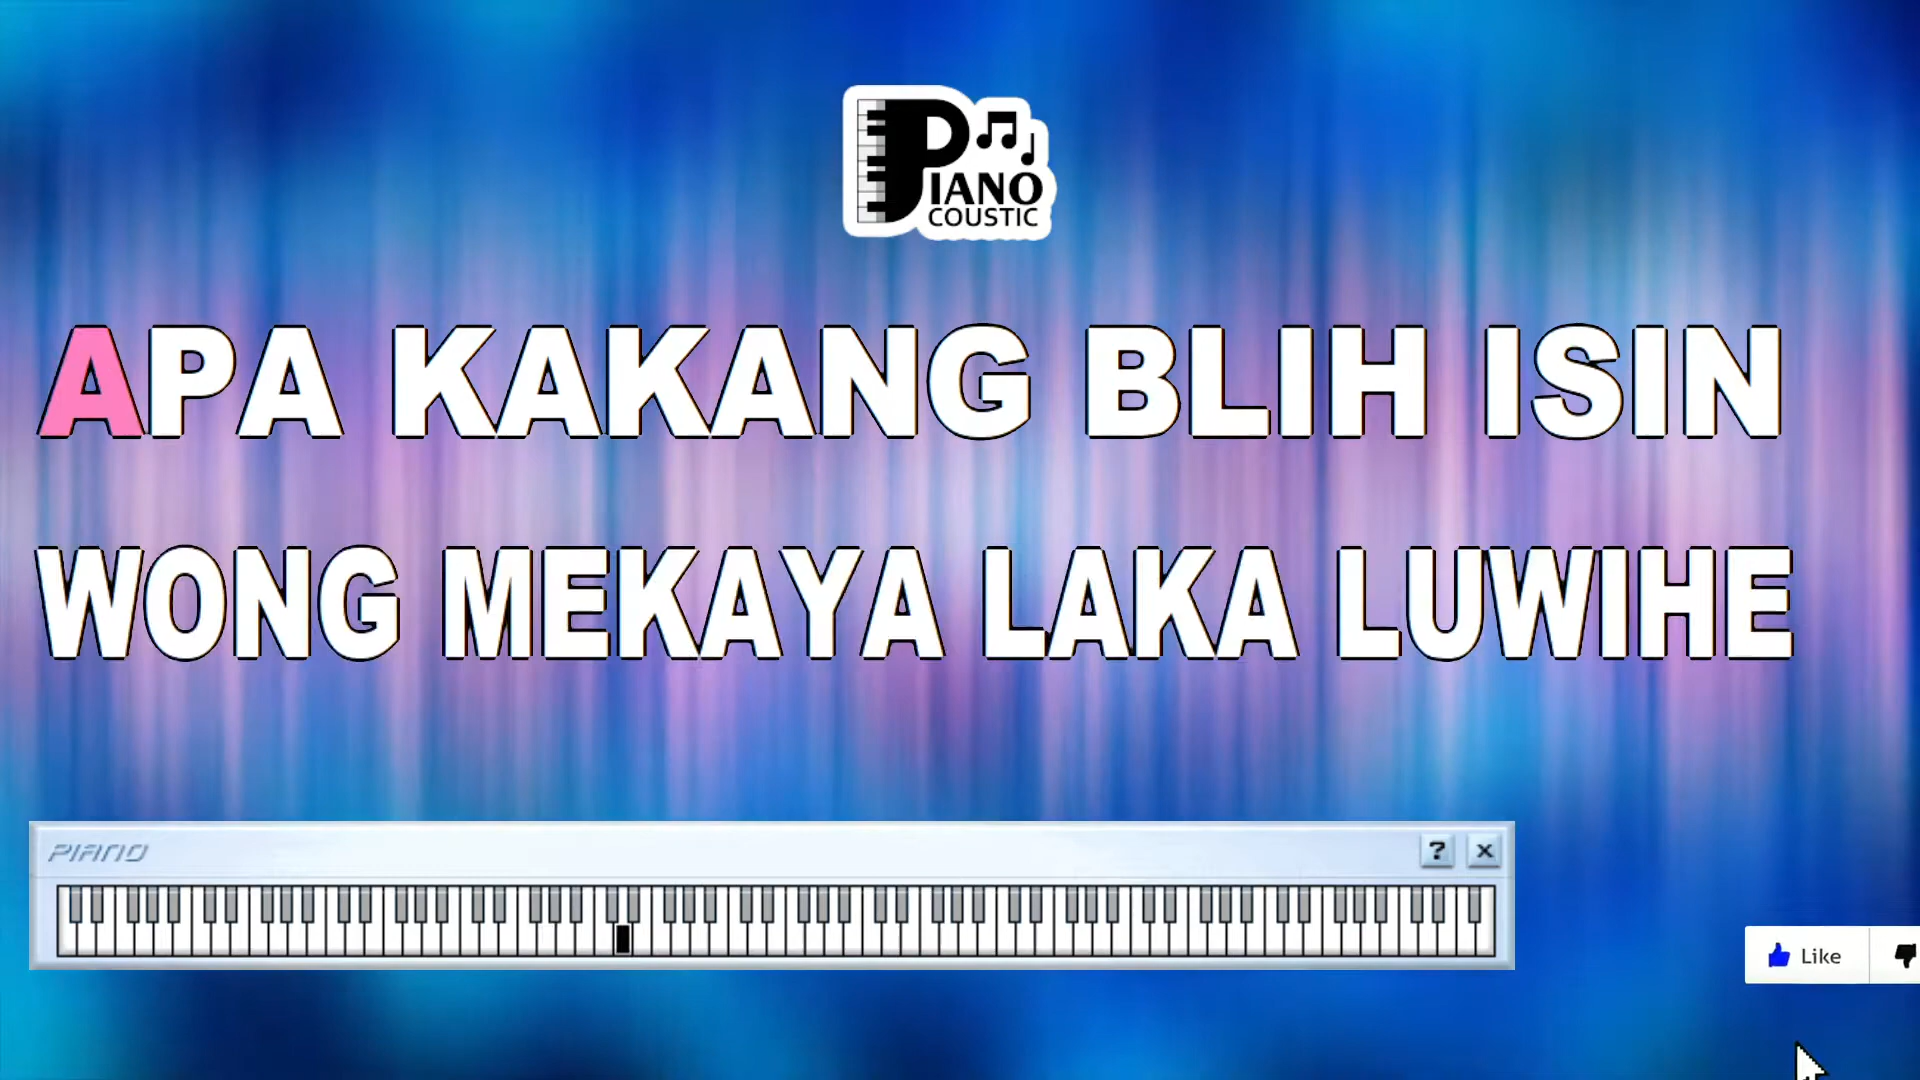 PIANO
COUSTIC
APA KAKANG BLIH ISIN
WONG MEKAYA LAKA LUWIHE
PIANO
?
X
Like